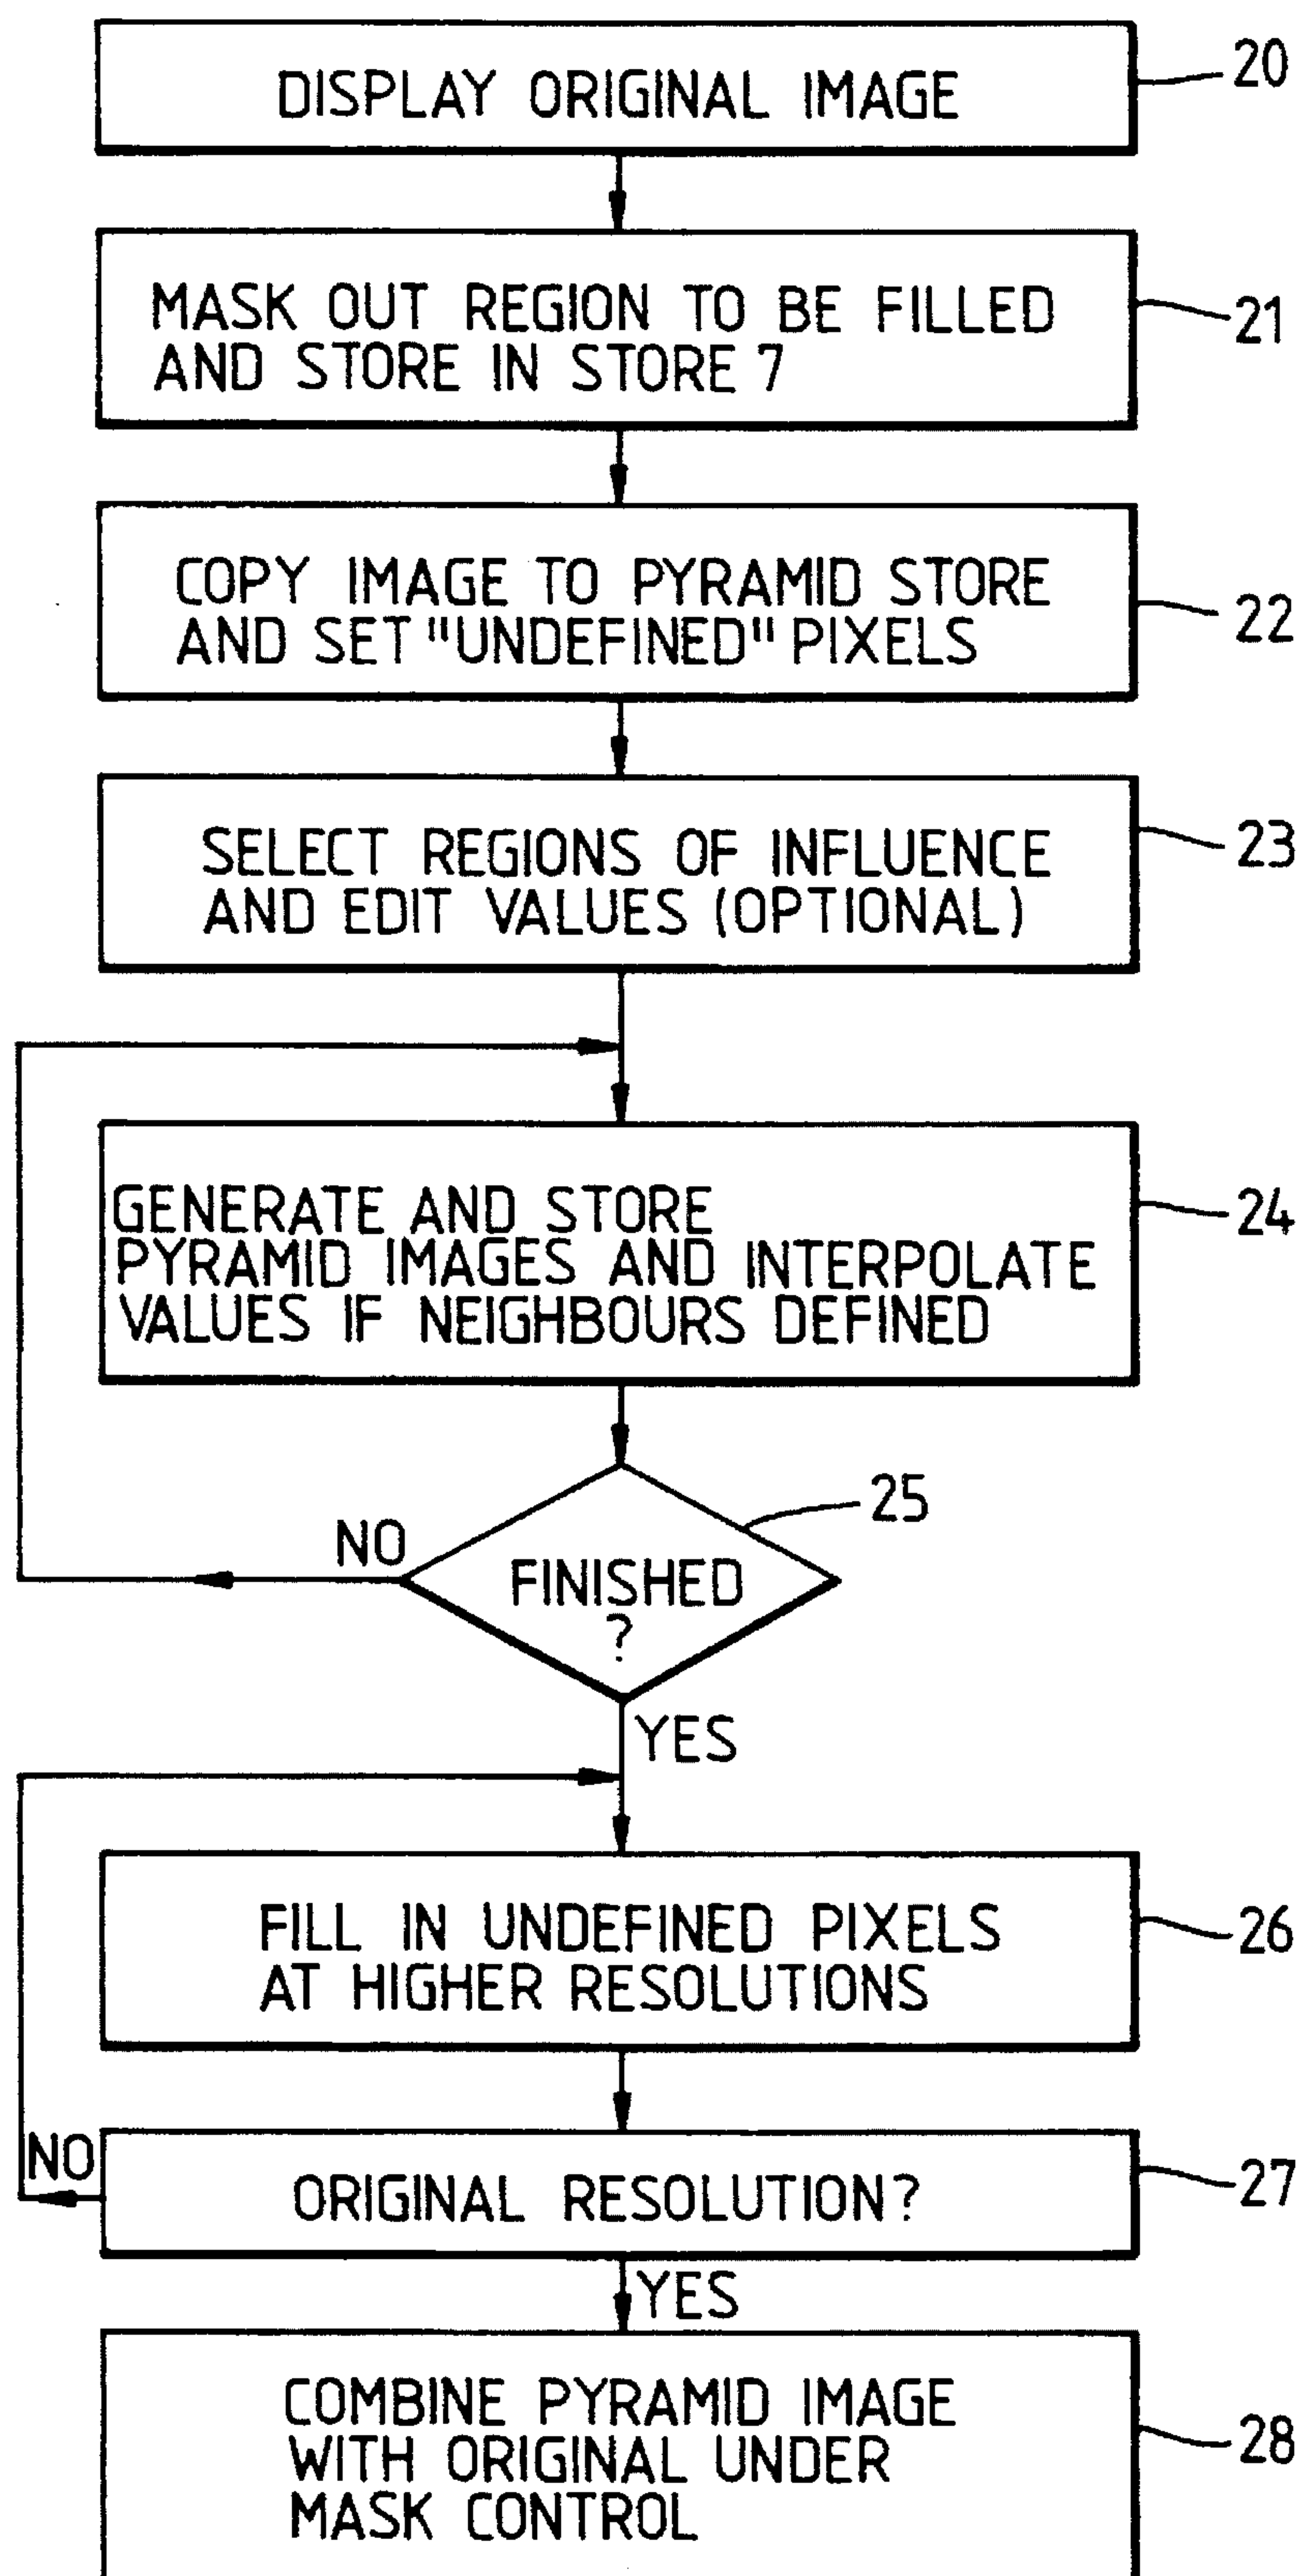 DISPLAY ORIGINAL IMAGE
20
MASK OUT REGION TO BE FILLED
AND STORE IN STORE 7
21
COPY IMAGE TO PYRAMID STORE
AND SET "UNDEFINED" PIXELS
22
SELECT REGIONS OF INFLUENCE
AND EDIT VALUES (OPTIONAL)
23
GENERATE AND STORE
PYRAMID IMAGES AND INTERPOLATE
VALUES IF NEIGHBOURS DEFINED
24
25
NO
FINISHED
?
YES
FILL IN UNDEFINED PIXELS
AT HIGHER RESOLUTIONS
26
NO
ORIGINAL RESOLUTION?
27
YES
COMBINE PYRAMID IMAGE
WITH ORIGINAL UNDER
MASK CONTROL
28